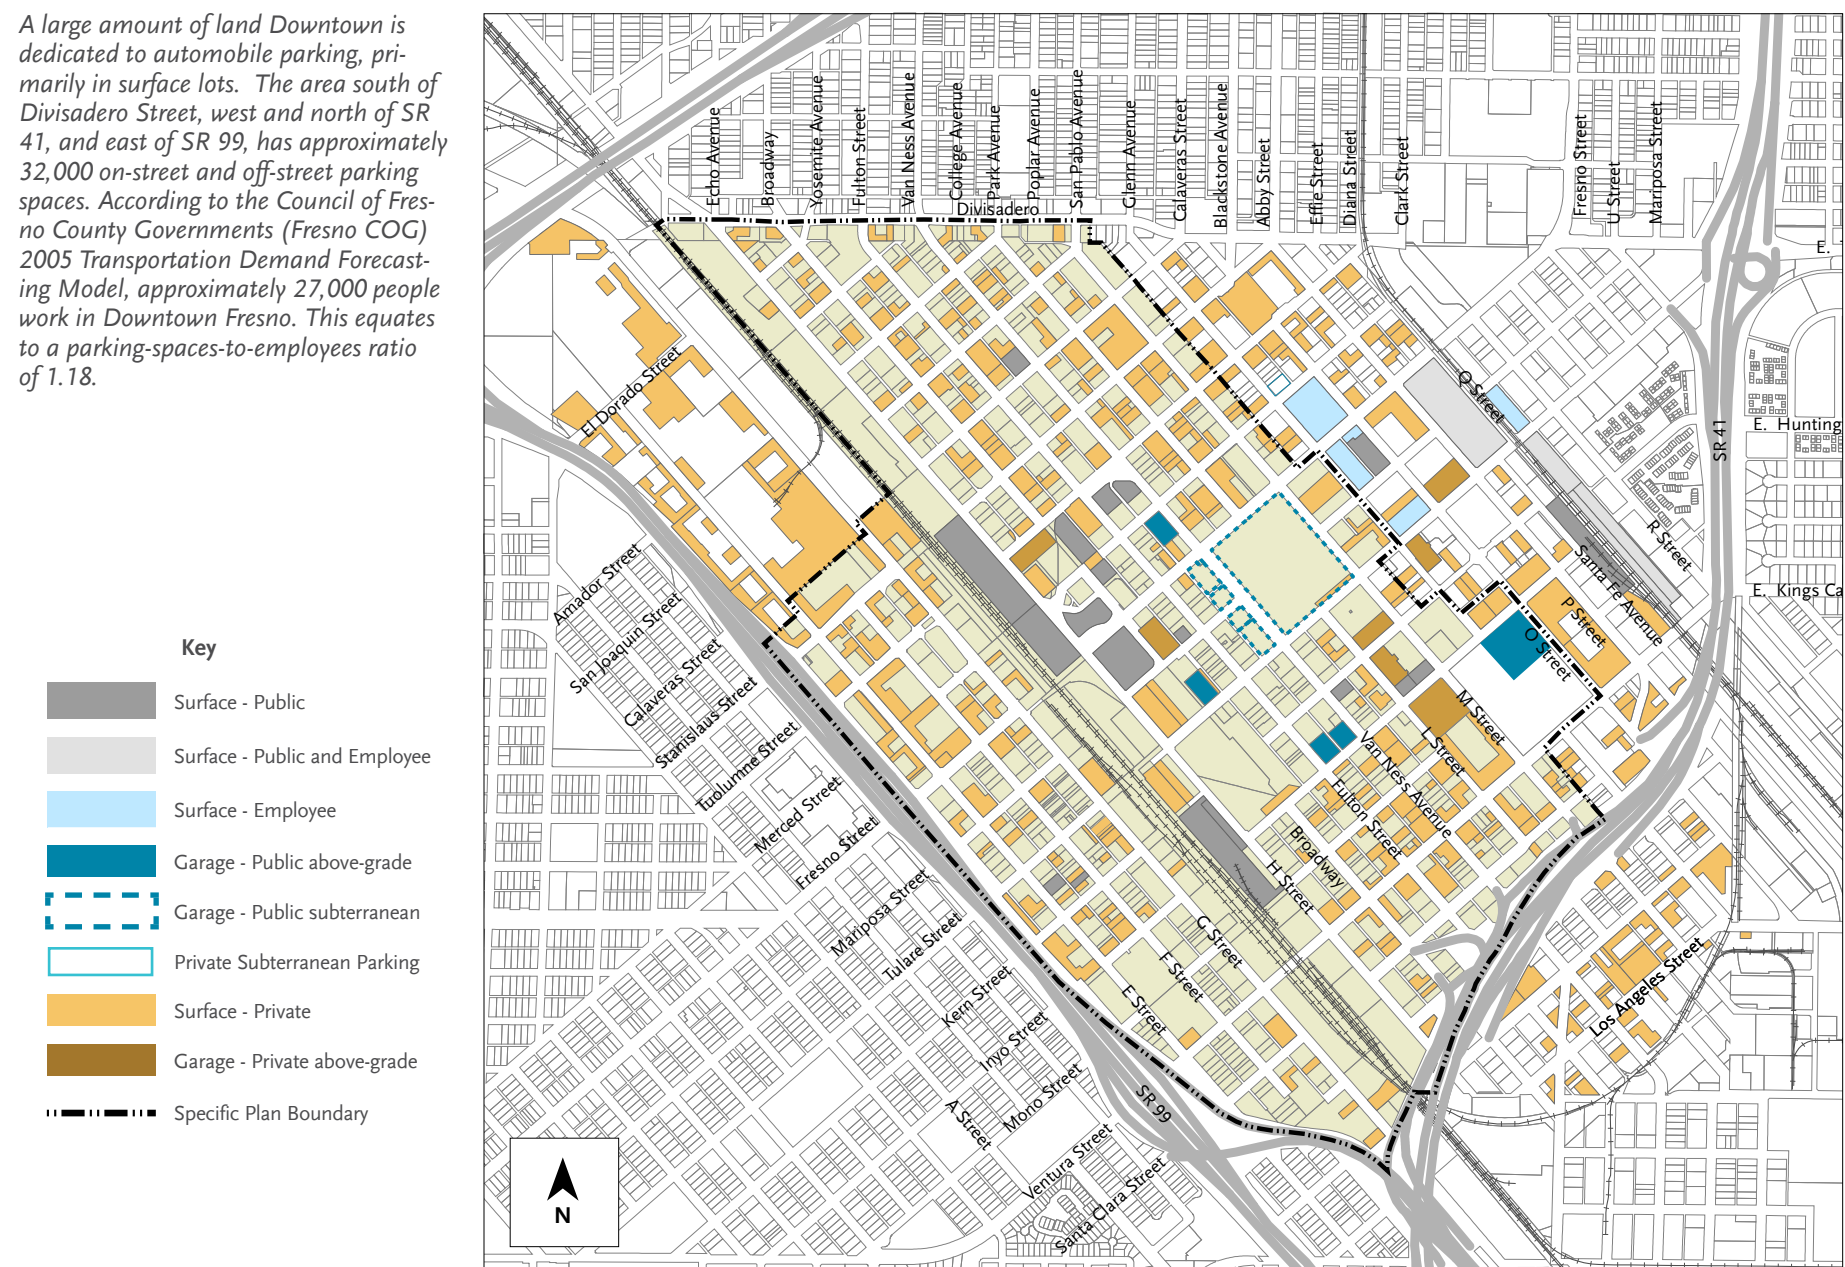 A large amount of land Downtown is
dedicated to automobile parking, pri-
marily in surface lots.  The area south of
Divisadero Street, west and north of SR
41, and east of SR 99, has approximately
32,000 on-street and off-street parking
spaces. According to the Council of Fres-
no County Governments (Fresno COG)
2005 Transportation Demand Forecast-
ing Model, approximately 27,000 people
work in Downtown Fresno. This equates
to a parking-spaces-to-employees ratio
of 1.18.
Key
Surface - Public
Surface - Public and Employee
Surface - Employee
Garage - Public above-grade
Garage - Public subterranean
Private Subterranean Parking
Surface - Private
Garage - Private above-grade
Specific Plan Boundary
N
Echo Avenue
Broadway
Yosemite Avenue
Fulton Street
Van Ness Avenue
College Avenue
Park Avenue
Poplar Avenue
San Pablo Avenue
Glenn Avenue
Calaveras Street
Blackstone Avenue
Abby Street
Effie Street
Diana Street
Clark Street
Fresno Street
U Street
Mariposa Street
Divisadero
E.
E. Hunting
E. Kings Ca
SR 41
El Dorado Street
Q Street
R Street
Santa Fe Avenue
P Street
O Street
M Street
L Street
Van Ness Avenue
Fulton Street
Broadway
H Street
G Street
F Street
E Street
Amador Street
San Joaquin Street
Calaveras Street
Stanislaus Street
Tuolumne Street
Merced Street
Fresno Street
Mariposa Street
Tulare Street
Kern Street
Inyo Street
Mono Street
A Street
Ventura Street
Santa Clara Street
SR 99
Los Angeles Street